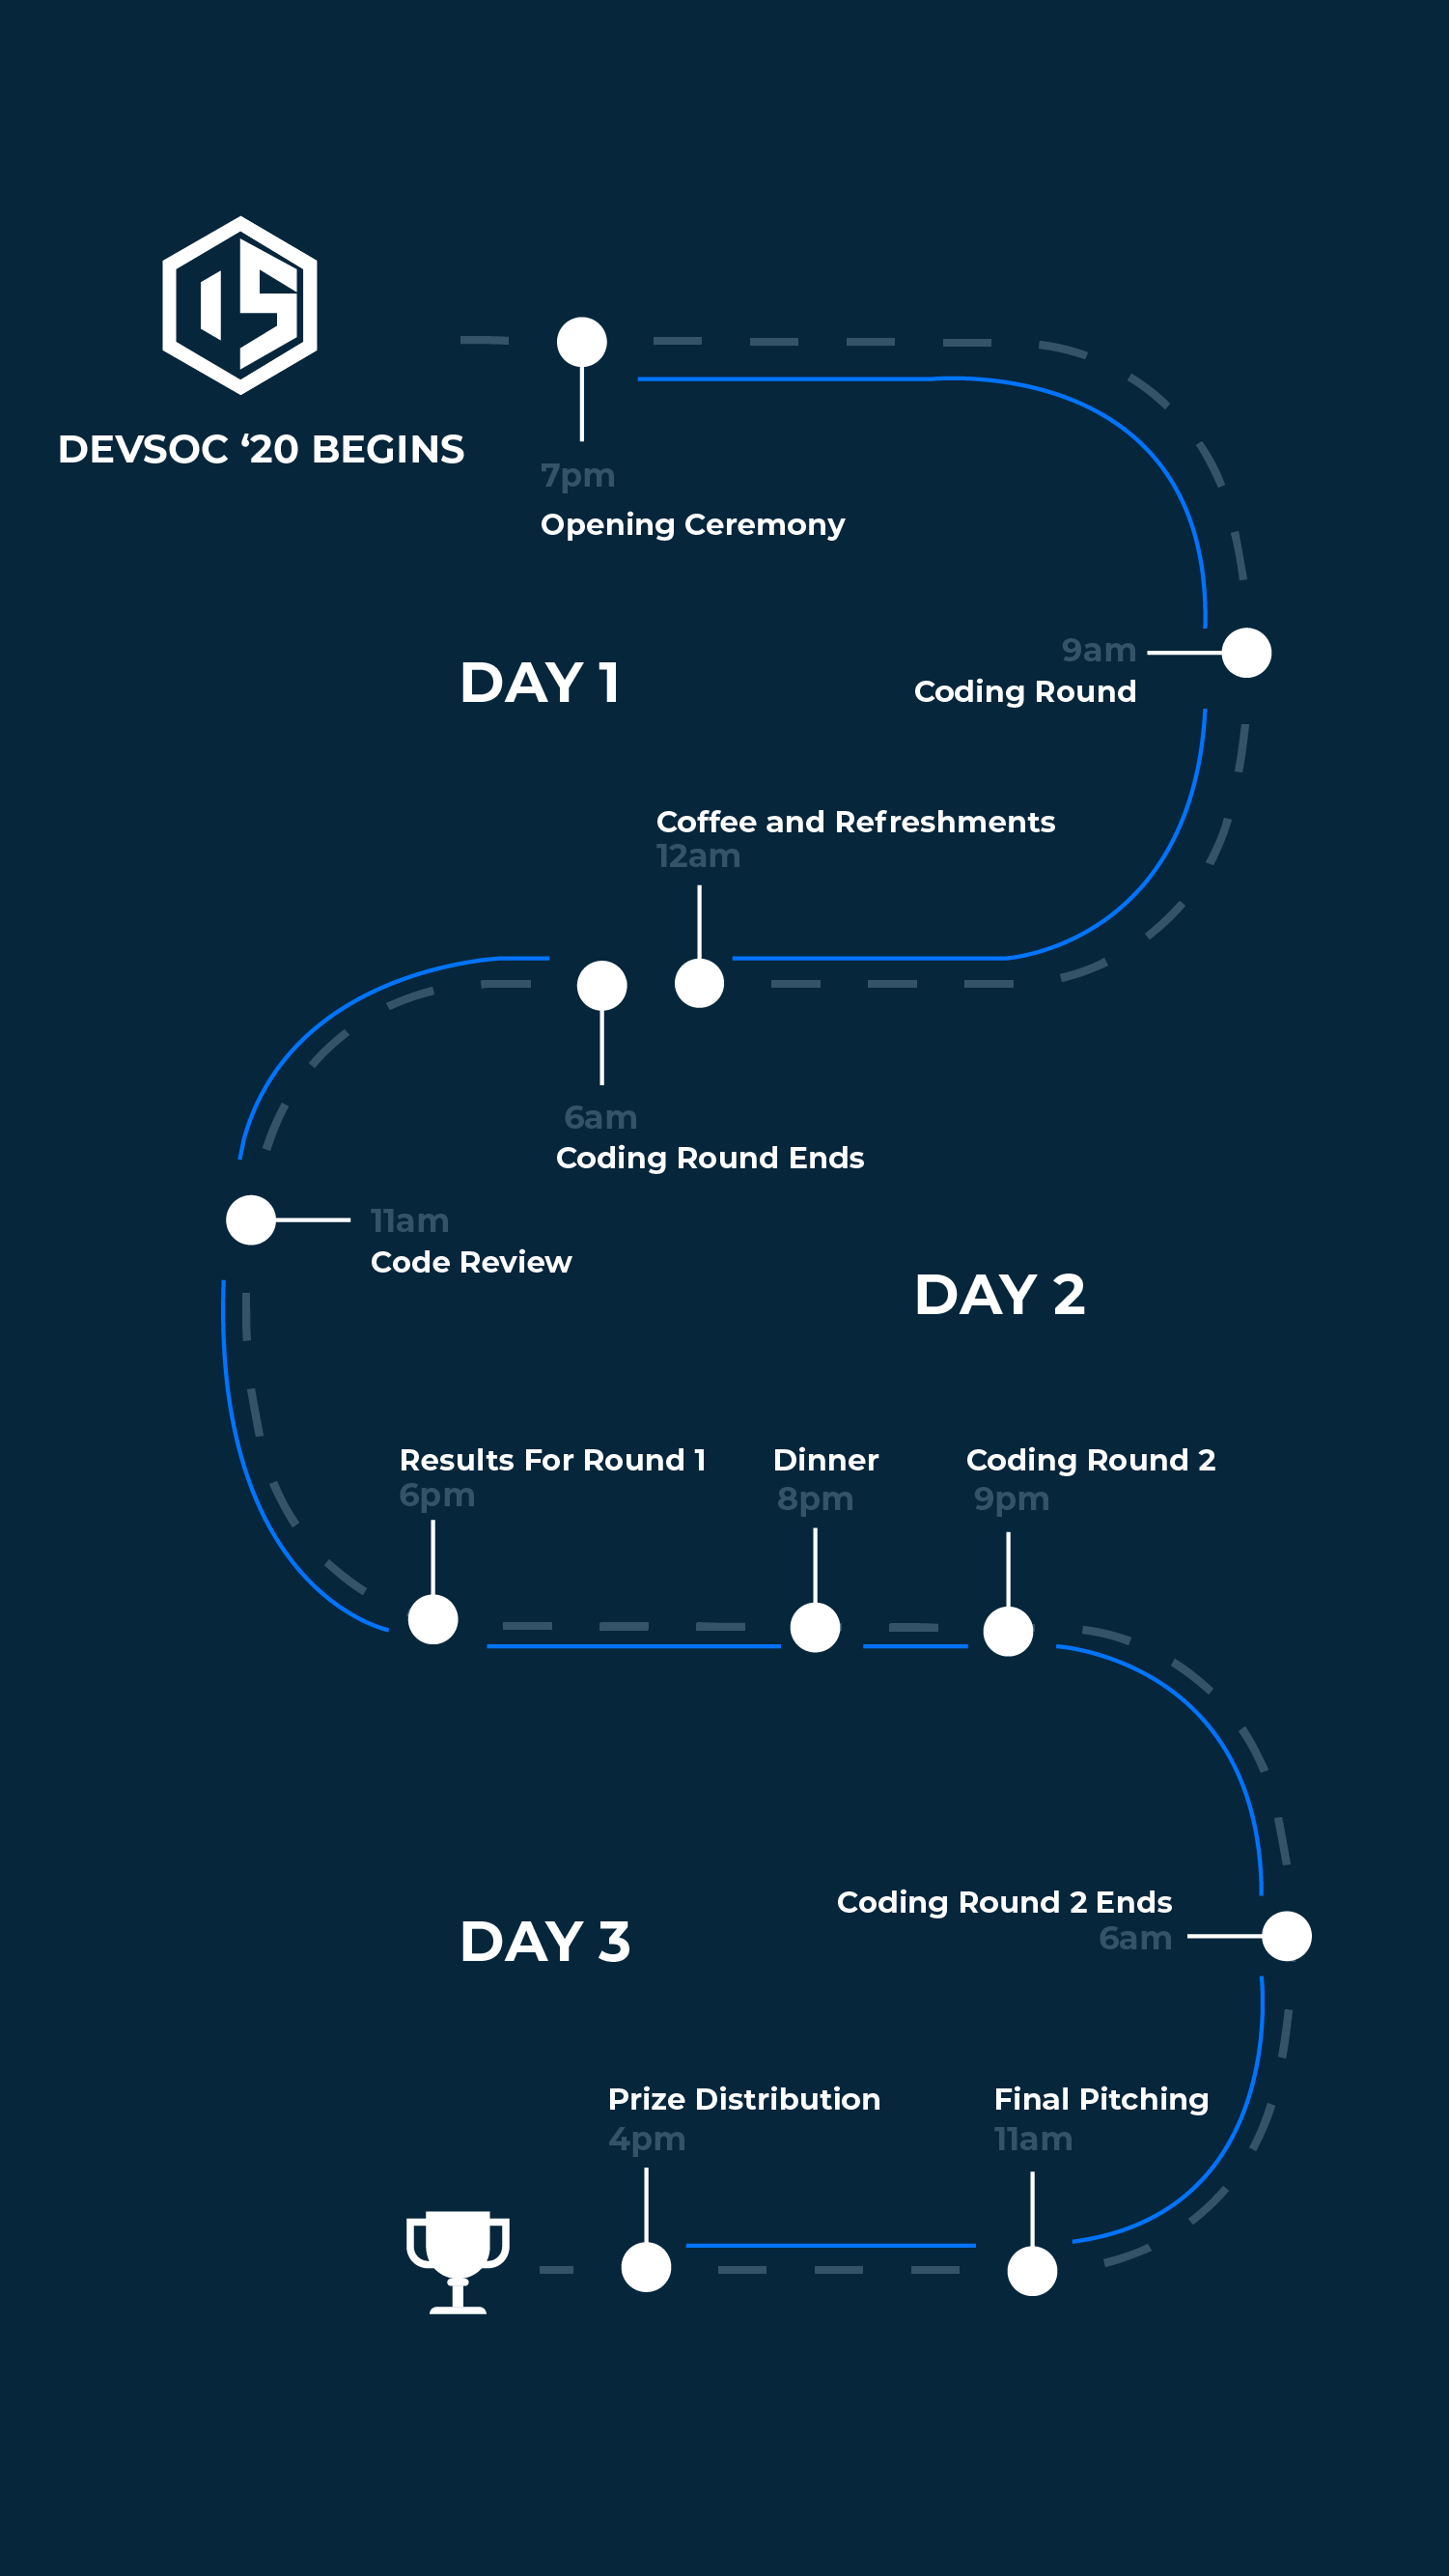 DEVSOC ‘20 BEGINS
7pm
Opening Ceremony
DAY 1
9am
Coding Round
Coffee and Refreshments
12am
6am
Coding Round Ends
11am
Code Review
DAY 2
Results For Round 1
6pm
Dinner
8pm
Coding Round 2
9pm
Coding Round 2 Ends
6am
DAY 3
Prize Distribution
4pm
Final Pitching
11am